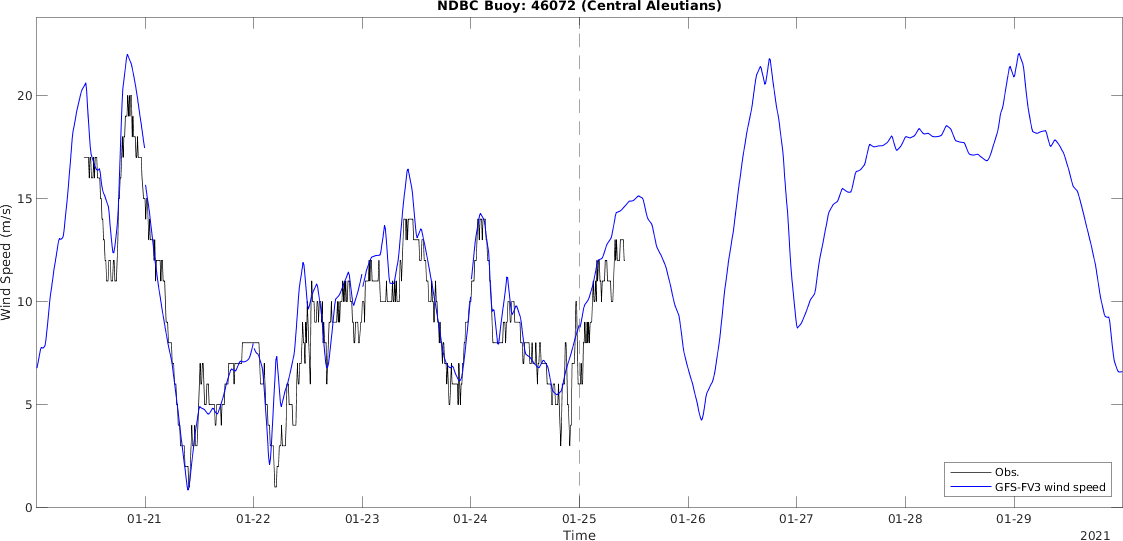 NDBC Buoy: 46072 (Central Aleutians)
Wind Speed (m/s)
20
15
10
5
0
01-21 01-22 01-23 01-24 01-25 01-26 01-27 01-28 01-29
Time
2021
Obs.
GFS-FV3 wind speed